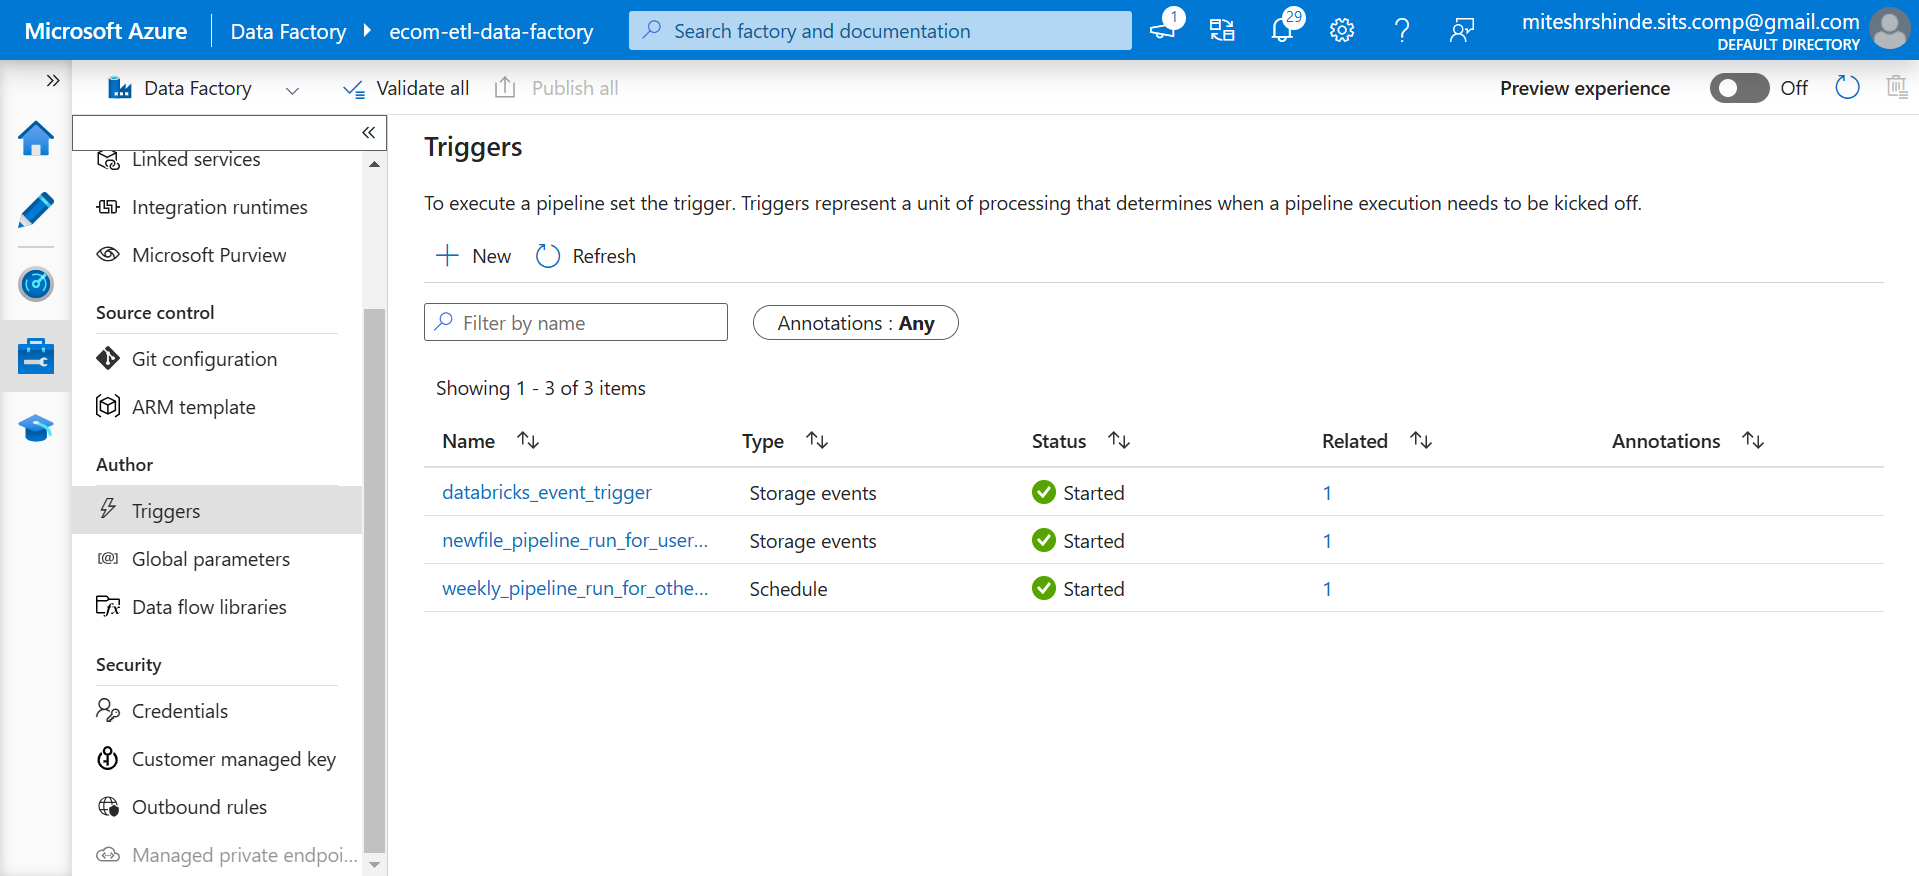 Microsoft Azure Data Factory ecom-etl-data-factory Search factory and documentation 1 29 miteshrshinde.sits.comp@gmail.com
DEFAULT DIRECTORY
Data Factory Validate all Publish all Preview experience Off
Linked services
Integration runtimes
Microsoft Purview
Source control
Git configuration
ARM template
Author
Triggers
Global parameters
Data flow libraries
Security
Credentials
Customer managed key
Outbound rules
Managed private endpoi...
Triggers
To execute a pipeline set the trigger. Triggers represent a unit of processing that determines when a pipeline execution needs to be kicked off.
New Refresh
Filter by name Annotations : Any
Showing 1 - 3 of 3 items
Name Type Status Related Annotations
databricks_event_trigger Storage events Started 1
newfile_pipeline_run_for_user... Storage events Started 1
weekly_pipeline_run_for_othe... Schedule Started 1